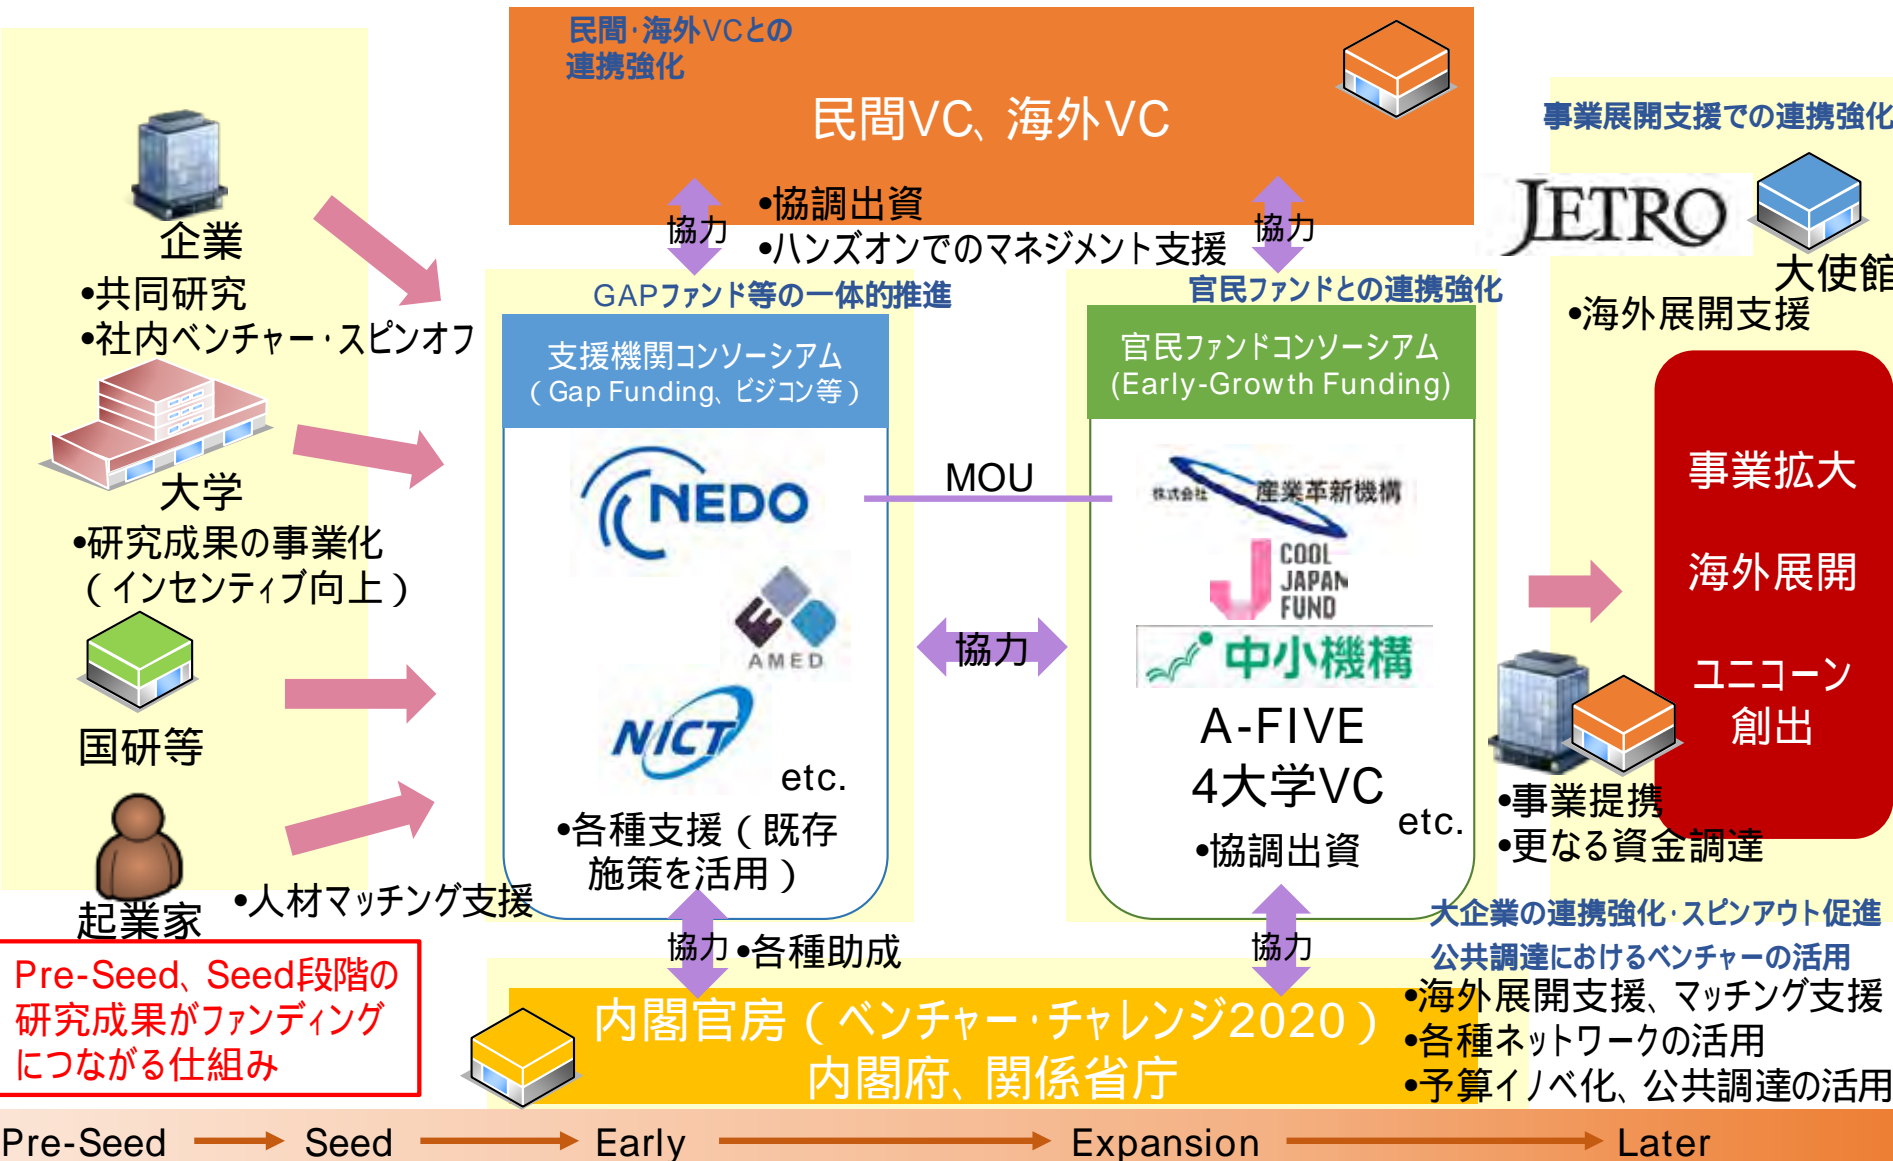 民間・海外VCとの
連携強化
民間VC、海外VC
事業展開支援での連携強化
JETRO
大使館
•海外展開支援
協力
•協調出資
•ハンズオンでのマネジメント支援
協力
企業
•共同研究
•社内ベンチャー・スピンオフ
大学
•研究成果の事業化
（インセンティブ向上）
国研等
起業家
•人材マッチング支援
GAPファンド等の一体的推進
支援機関コンソーシアム
（Gap Funding、ビジコン等）
NEDO
AMED
NICT
etc.
•各種支援（既存
施策を活用）
MOU
協力
官民ファンドとの連携強化
官民ファンドコンソーシアム
(Early-Growth Funding)
株式会社 産業革新機構
COOL
JAPAN
FUND
中小機構
A-FIVE
4大学VC
etc.
•協調出資
事業拡大
海外展開
ユニコーン
創出
•事業提携
•更なる資金調達
協力
•各種助成
協力
大企業の連携強化・スピンアウト促進
公共調達におけるベンチャーの活用
•海外展開支援、マッチング支援
•各種ネットワークの活用
•予算イノベ化、公共調達の活用
Pre-Seed、Seed段階の
研究成果がファンディング
につながる仕組み
内閣官房（ベンチャー・チャレンジ2020）
内閣府、関係省庁
Pre-Seed Seed Early Expansion Later